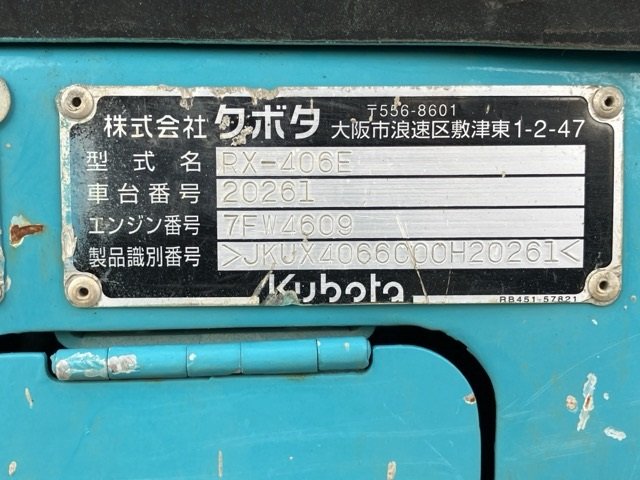 〒556-8601
株式会社 クボタ 大阪市浪速区敷津東1-2-47
型式名 RX-406E
車台番号 20261
エンジン番号 7FW4609
製品識別番号 >JKUX4066C00H20261<
Kubota
RB451-57821